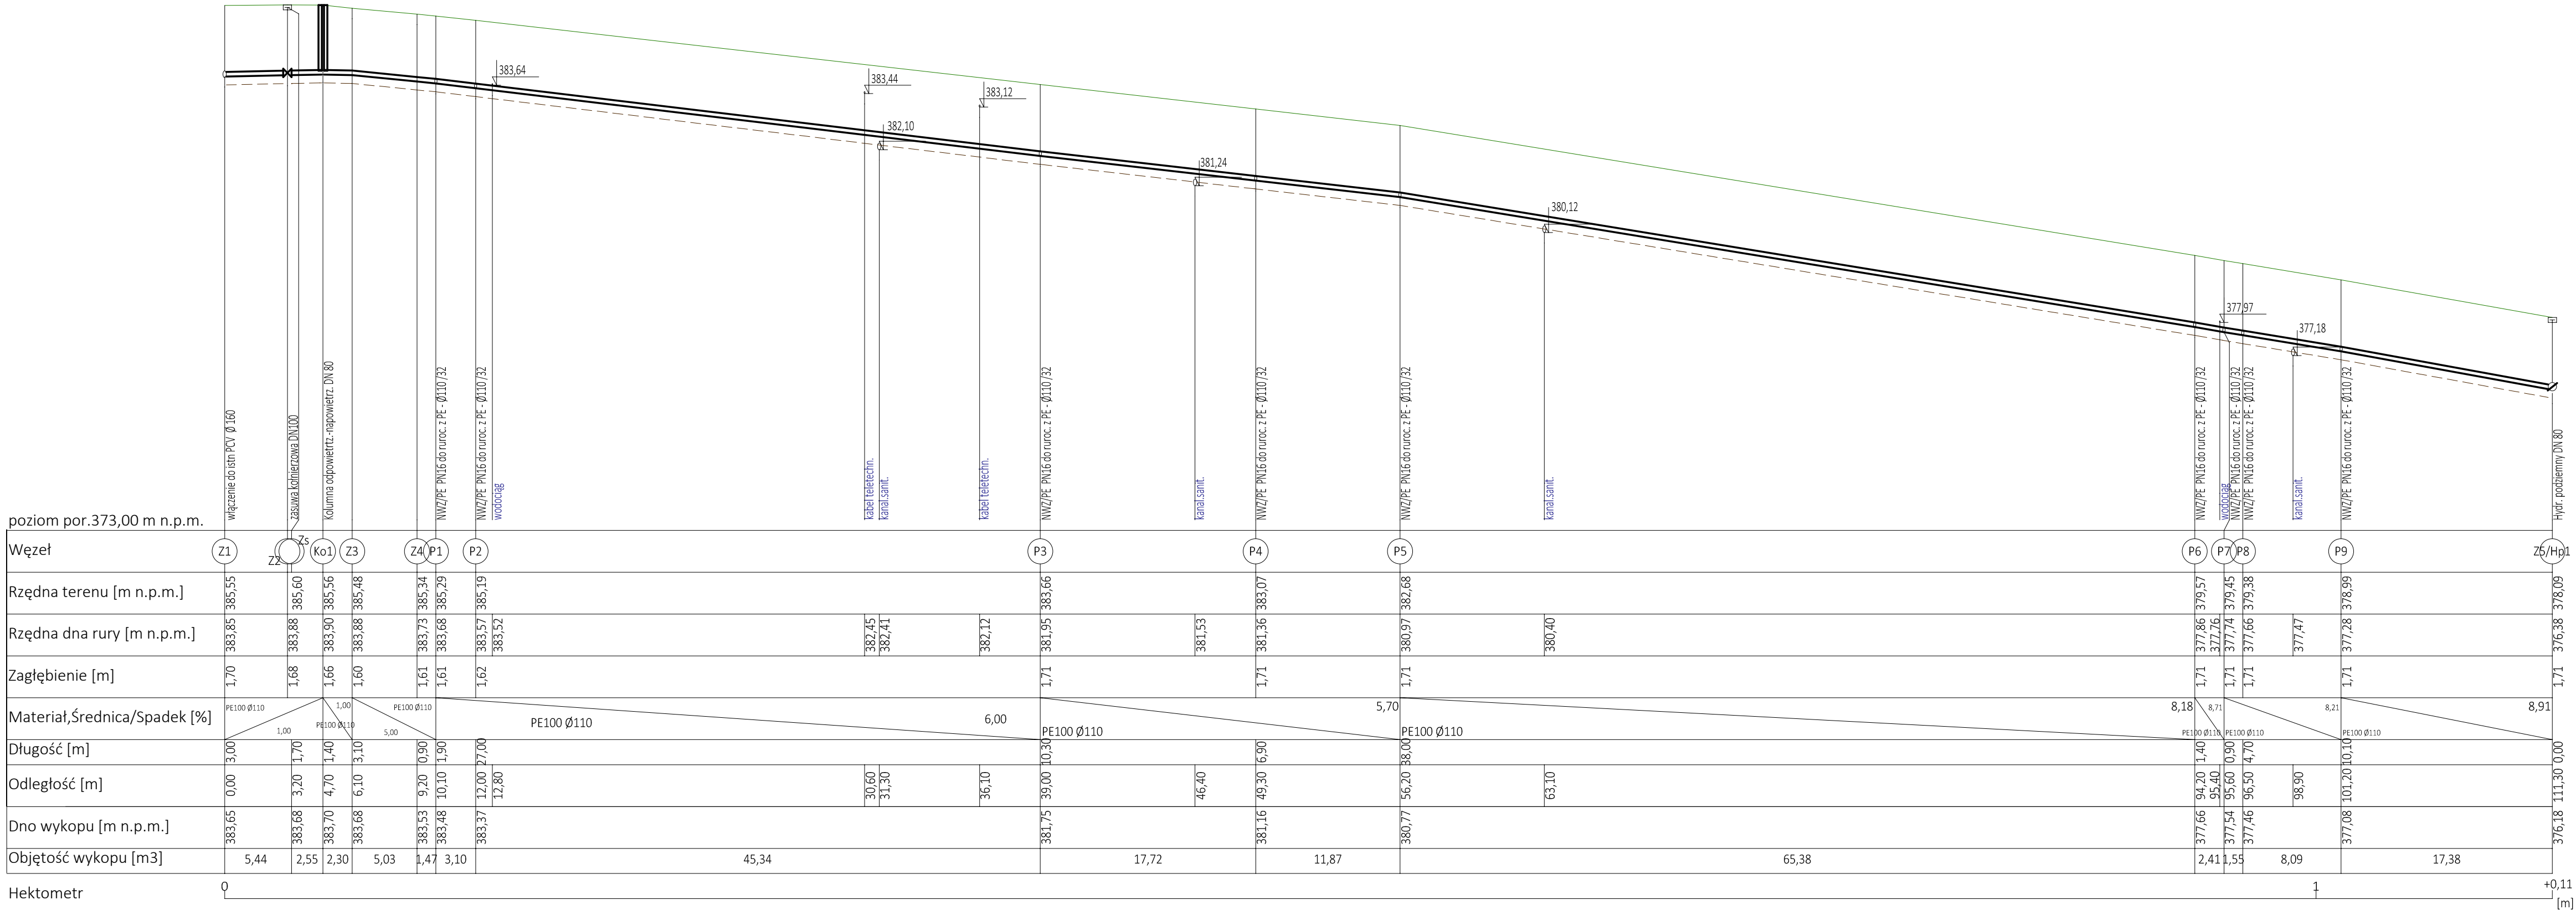 383,64
383,44
382,10
383,12
381,24
380,12
377,97
377,18
włączenie do istn PCV Ø 160
zasuwa kołnierzowa DN100
Kolumna odpowietrtz.-napowietrz. DN 80
NWZ/PE PN16 do ruroc. z PE - Ø110 /32
NWZ/PE PN16 do ruroc. z PE - Ø110 /32
wodociąg
kabel teletechn.
kanal.sanit.
kabel teletechn.
NWZ/PE PN16 do ruroc. z PE - Ø110 /32
kanal.sanit.
NWZ/PE PN16 do ruroc. z PE - Ø110 /32
NWZ/PE PN16 do ruroc. z PE - Ø110 /32
kanal.sanit.
NWZ/PE PN16 do ruroc. z PE - Ø110 /32
wodociąg
NWZ/PE PN16 do ruroc. z PE - Ø110 /32
NWZ/PE PN16 do ruroc. z PE - Ø110 /32
kanal.sanit.
NWZ/PE PN16 do ruroc. z PE - Ø110 /32
Hydr. podziemny DN 80
poziom por.373,00 m n.p.m.
Węzeł Z1 Z2 Zs Ko1 Z3 Z4 P1 P2 P3 P4 P5 P6 P7 P8 P9 Z5/Hp1
Rzędna terenu [m n.p.m.] 385,55 385,60 385,56 385,48 385,34 385,29 385,19 383,66 383,07 382,68 379,57 379,45 379,38 378,99 378,09
Rzędna dna rury [m n.p.m.] 383,85 383,88 383,90 383,88 383,73 383,68 383,57 383,52 382,45 382,41 382,12 381,95 381,53 381,36 380,97 380,40 377,86 377,76 377,74 377,66 377,47 377,28 376,38
Zagłębienie [m] 1,70 1,68 1,66 1,60 1,61 1,61 1,62 1,71 1,71 1,71 1,71 1,71 1,71 1,71 1,71
Materiał,Średnica/Spadek [%] PE100 Ø110 1,00 PE100 Ø110 1,00 PE100 Ø110 5,00 PE100 Ø110 6,00 PE100 Ø110 5,70 PE100 Ø110 8,18 PE100 Ø110 8,71 PE100 Ø110 8,21 PE100 Ø110 8,91
Długość [m] 3,00 1,70 1,40 3,10 0,90 1,90 27,00 10,30 6,90 38,00 1,40 0,90 4,70 10,10 0,00
Odległość [m] 0,00 3,20 4,70 6,10 9,20 10,10 12,00 12,80 30,60 31,30 36,10 39,00 46,40 49,30 56,20 63,10 94,20 95,40 95,60 96,50 98,90 101,20 111,30
Dno wykopu [m n.p.m.] 383,65 383,68 383,70 383,68 383,53 383,48 383,37 381,75 381,16 380,77 377,66 377,54 377,46 377,08 376,18
Objętość wykopu [m3] 5,44 2,55 2,30 5,03 1,47 3,10 45,34 17,72 11,87 65,38 2,41 1,55 8,09 17,38
Hektometr 0 1 +0,11
[m]